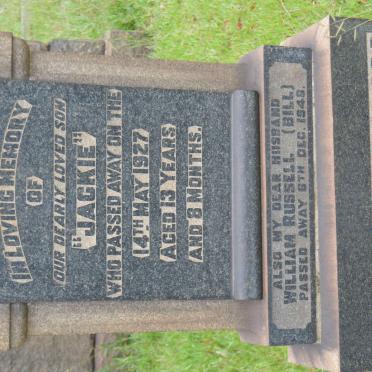 IN LOVING MEMORY
OF
OUR DEARLY LOVED SON
"JACKIE"
WHO PASSED AWAY ON THE
14TH MAY 1927
AGED 13 YEARS
AND 8 MONTHS.
ALSO MY DEAR HUSBAND
WILLIAM RUSSELL (BILL)
PASSED AWAY 6TH DEC. 1948.